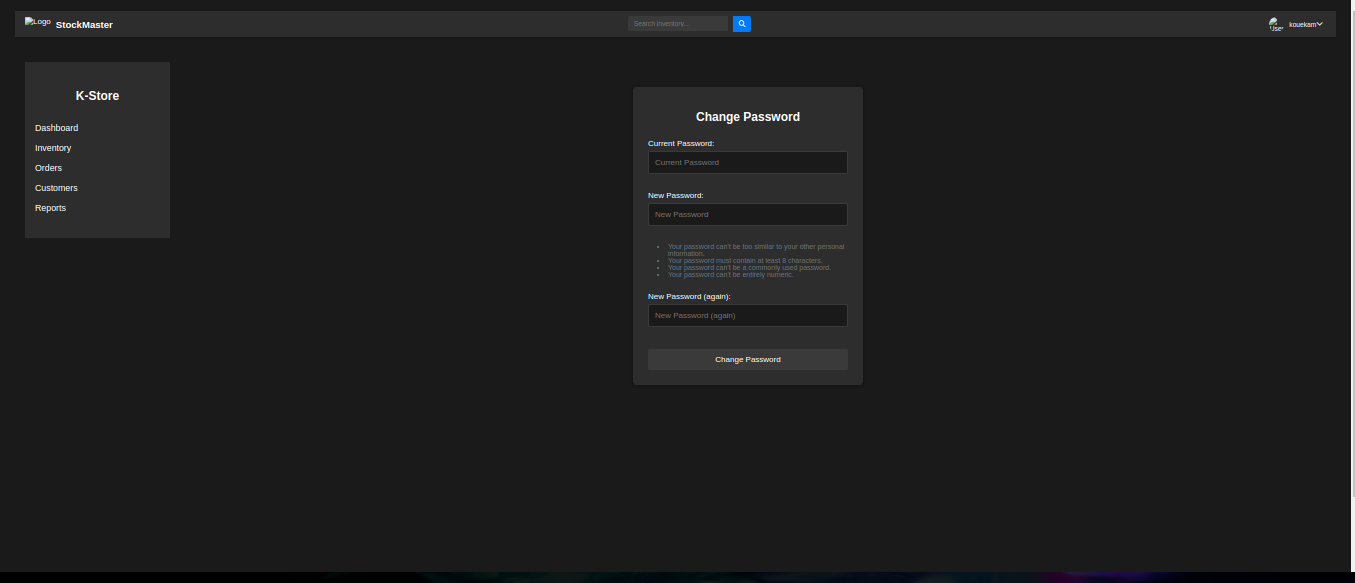 Logo
StockMaster
Search inventory...
User
kouekam
K-Store
Dashboard
Inventory
Orders
Customers
Reports
Change Password
Current Password:
Current Password
New Password:
New Password
Your password can't be too similar to your other personal
information.
Your password must contain at least 8 characters.
Your password can't be a commonly used password.
Your password can't be entirely numeric.
New Password (again):
New Password (again)
Change Password